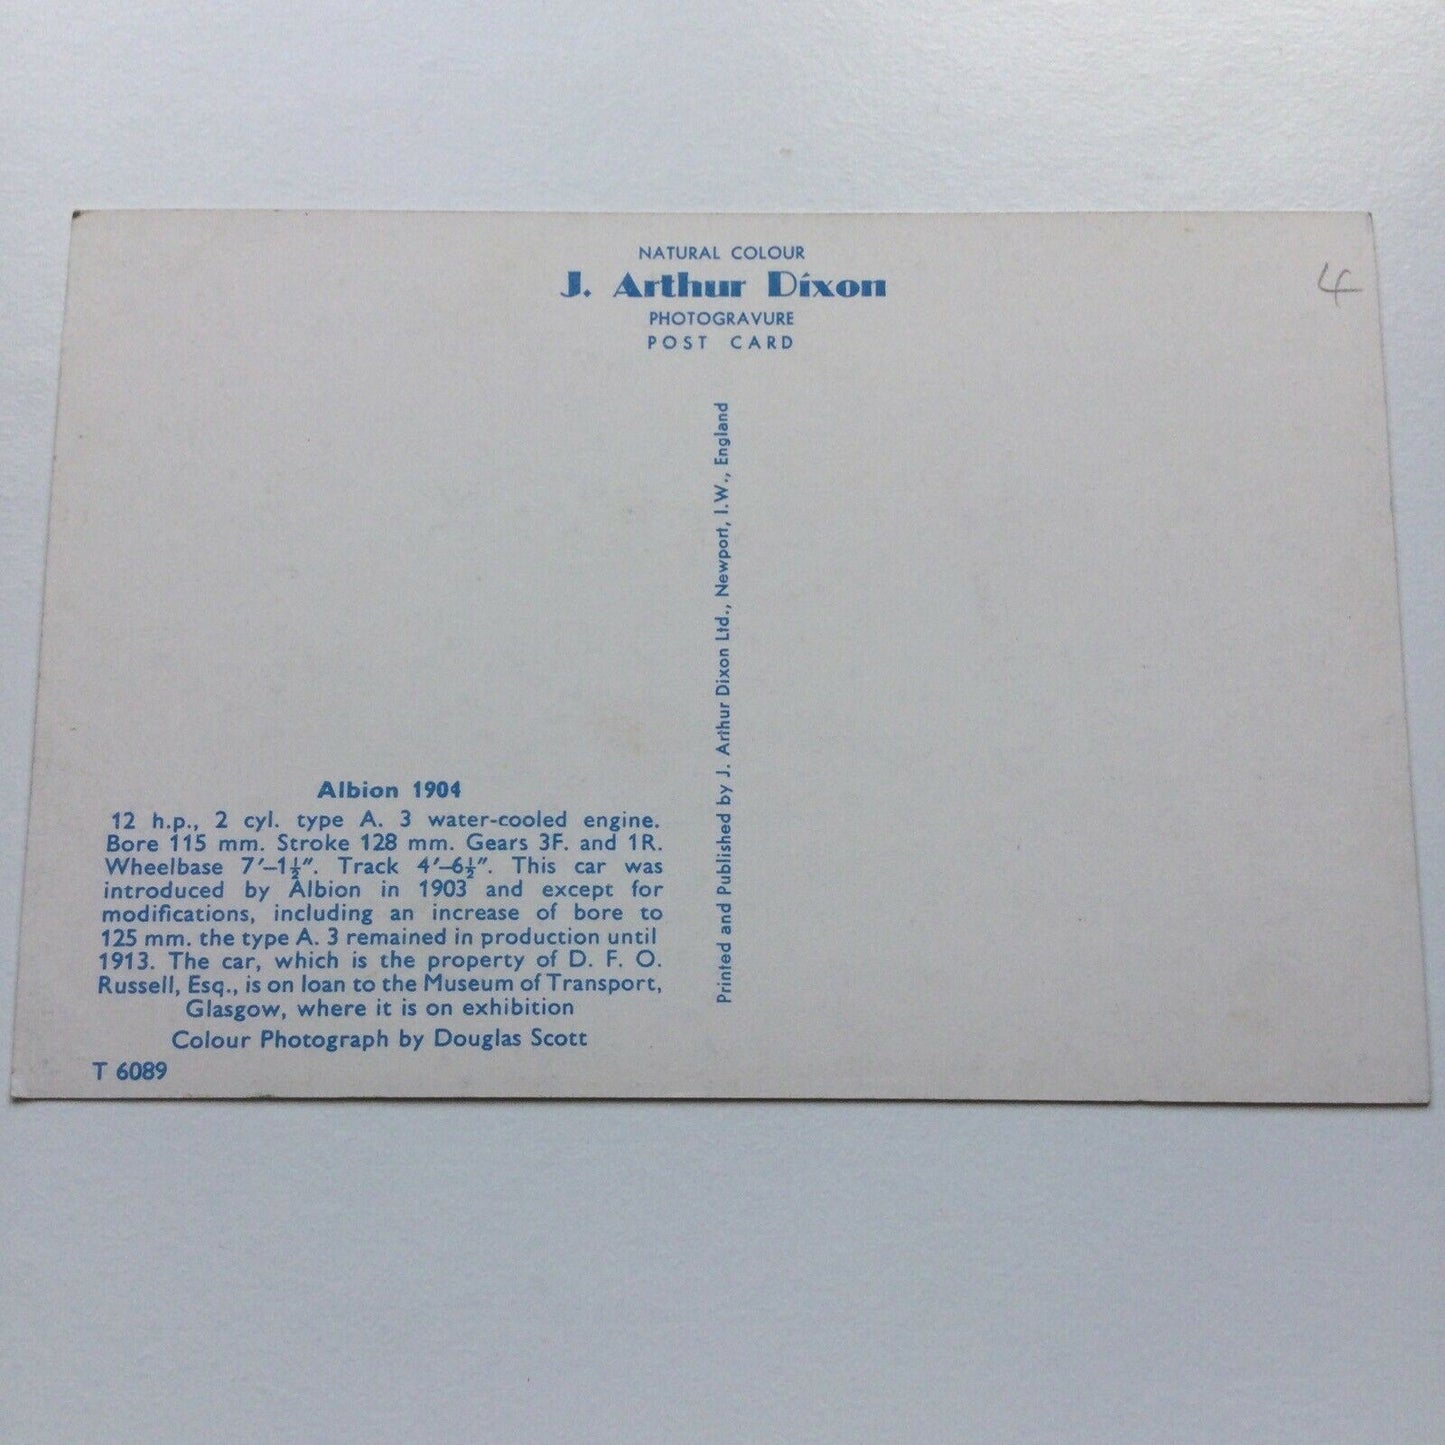 NATURAL COLOUR
J. Arthur Dixon
PHOTOGRAVURE
POST CARD
4
Printed and Published by J. Arthur Dixon Ltd., Newport, I.W., England
Albion 1904
12 h.p., 2 cyl. type A. 3 water-cooled engine.
Bore 115 mm. Stroke 128 mm. Gears 3F. and 1R.
Wheelbase 7′–1½″. Track 4′–6½″. This car was
introduced by Albion in 1903 and except for
modifications, including an increase of bore to
125 mm. the type A. 3 remained in production until
1913. The car, which is the property of D. F. O.
Russell, Esq., is on loan to the Museum of Transport,
Glasgow, where it is on exhibition
Colour Photograph by Douglas Scott
T 6089